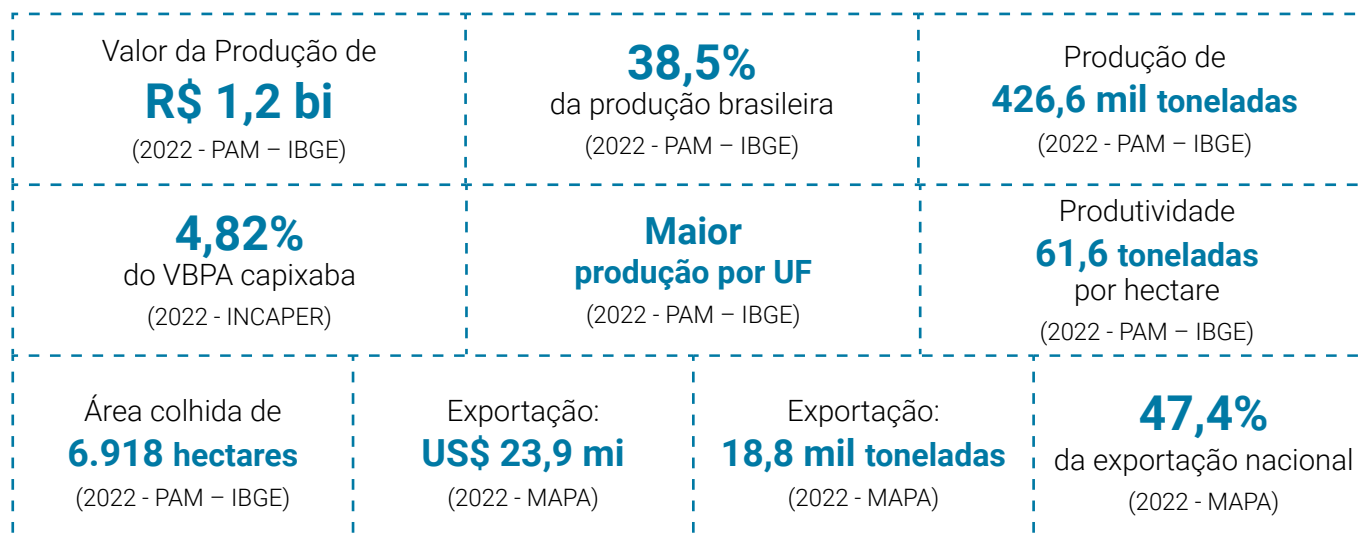 Valor da Produção de
R$ 1,2 bi
(2022 - PAM – IBGE)
38,5%
da produção brasileira
(2022 - PAM – IBGE)
Produção de
426,6 mil toneladas
(2022 - PAM – IBGE)
4,82%
do VBPA capixaba
(2022 - INCAPER)
Maior
produção por UF
(2022 - PAM – IBGE)
Produtividade
61,6 toneladas
por hectare
(2022 - PAM – IBGE)
Área colhida de
6.918 hectares
(2022 - PAM – IBGE)
Exportação:
US$ 23,9 mi
(2022 - MAPA)
Exportação:
18,8 mil toneladas
(2022 - MAPA)
47,4%
da exportação nacional
(2022 - MAPA)